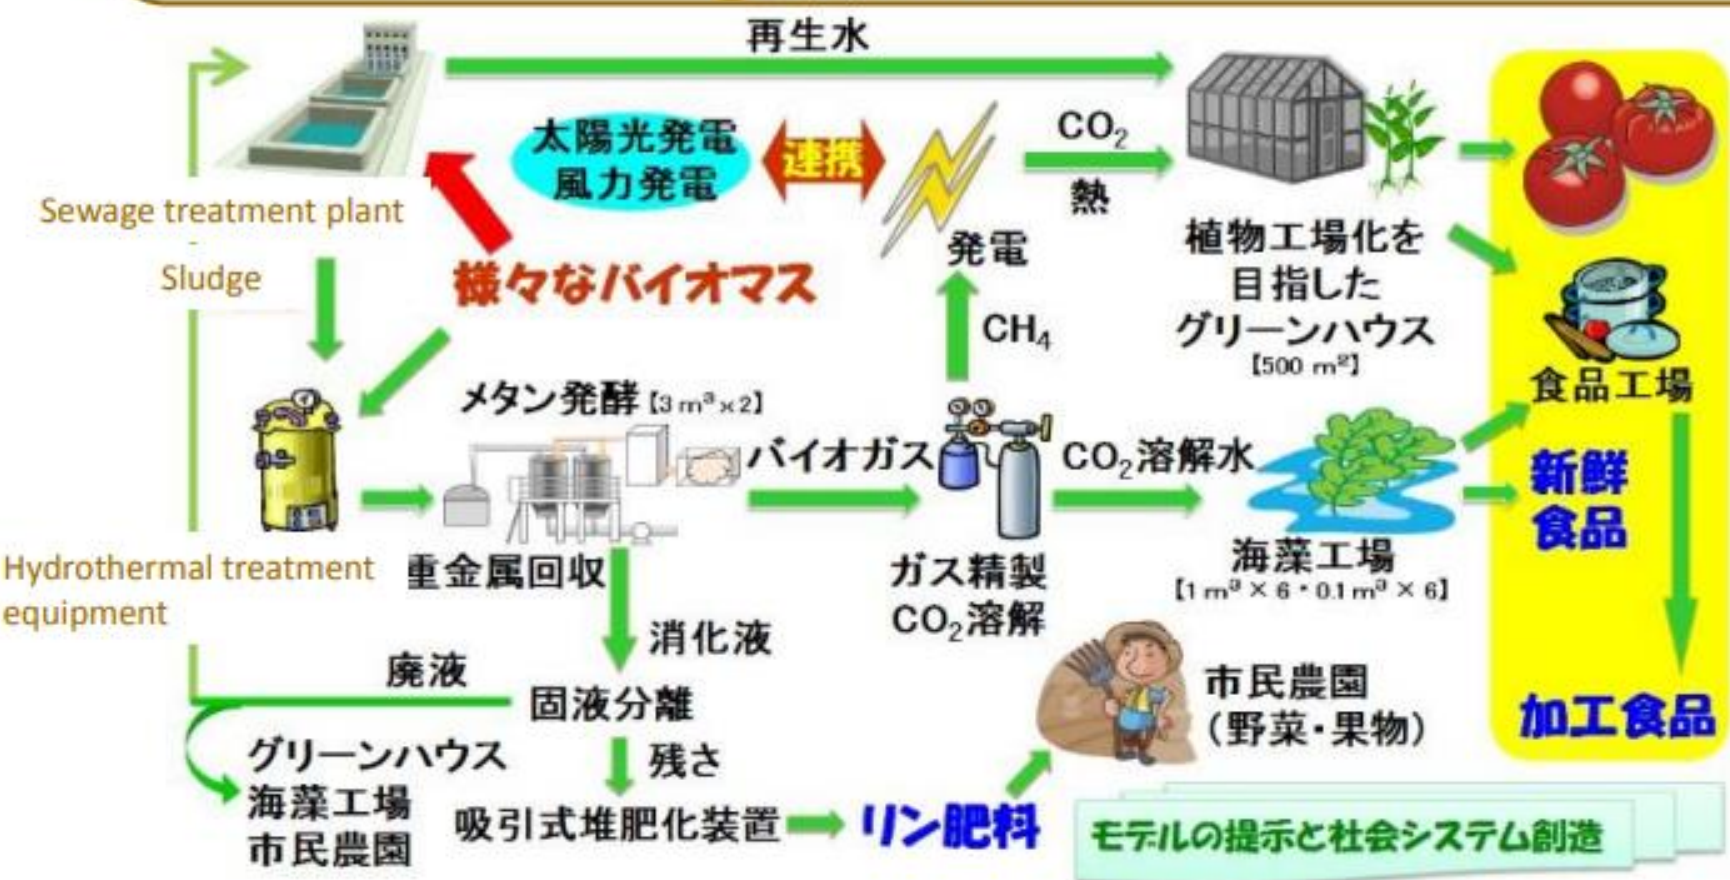 再生水
太陽光発電
風力発電
連携
CO₂
熱
発電
Sewage treatment plant
Sludge
様々なバイオマス
CH₄
植物工場化を
目指した
グリーンハウス
【500 m²】
食品工場
メタン発酵【3 m³×2】
バイオガス
CO₂溶解水
新鮮
食品
Hydrothermal treatment
equipment
重金属回収
ガス精製
CO₂溶解
海藻工場
【1 m³ × 6・0.1 m³ × 6】
消化液
廃液
固液分離
市民農園
（野菜・果物）
加工食品
グリーンハウス
海藻工場
市民農園
残さ
吸引式堆肥化装置
リン肥料
モデルの提示と社会システム創造